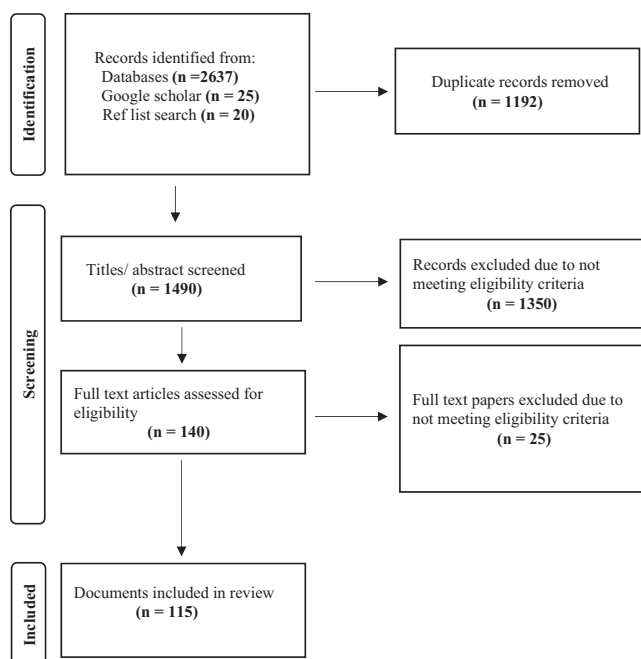 Identification
Records identified from:
Databases (n =2637)
Google scholar (n = 25)
Ref list search (n = 20)
Duplicate records removed
(n = 1192)
Screening
Titles/ abstract screened
(n = 1490)
Records excluded due to not
meeting eligibility criteria
(n = 1350)
Full text articles assessed for
eligibility
(n = 140)
Full text papers excluded due to
not meeting eligibility criteria
(n = 25)
Included
Documents included in review
(n = 115)